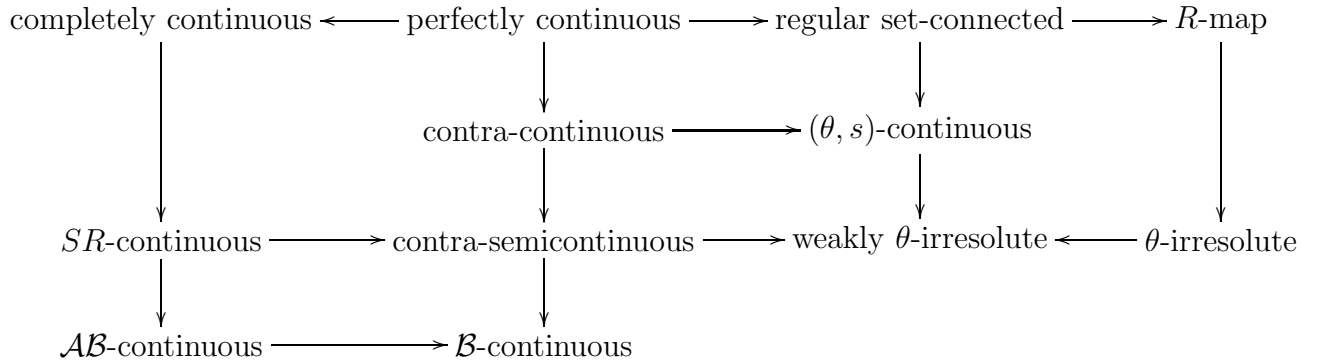 completely continuous perfectly continuous regular set-connected R-map
contra-continuous (θ, s)-continuous
SR-continuous contra-semicontinuous weakly θ-irresolute θ-irresolute
𝒜ℬ-continuous ℬ-continuous